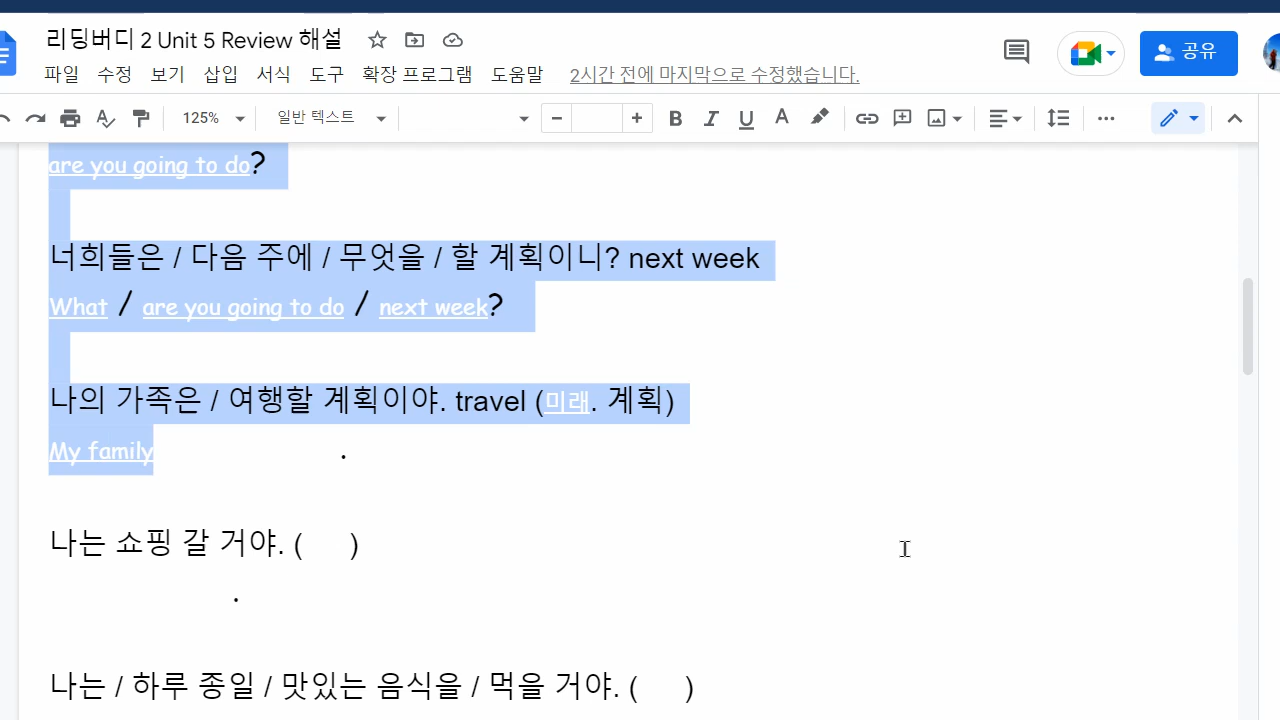 리딩버디 2 Unit 5 Review 해설
파일 수정 보기 삽입 서식 도구 확장 프로그램 도움말 2시간 전에 마지막으로 수정했습니다.
공유
125% 일반 텍스트
are you going to do?
너희들은 / 다음 주에 / 무엇을 / 할 계획이니? next week
What / are you going to do / next week?
나의 가족은 / 여행할 계획이야. travel (미래. 계획)
My family .
나는 쇼핑 갈 거야. ( )
.
나는 / 하루 종일 / 맛있는 음식을 / 먹을 거야. ( )